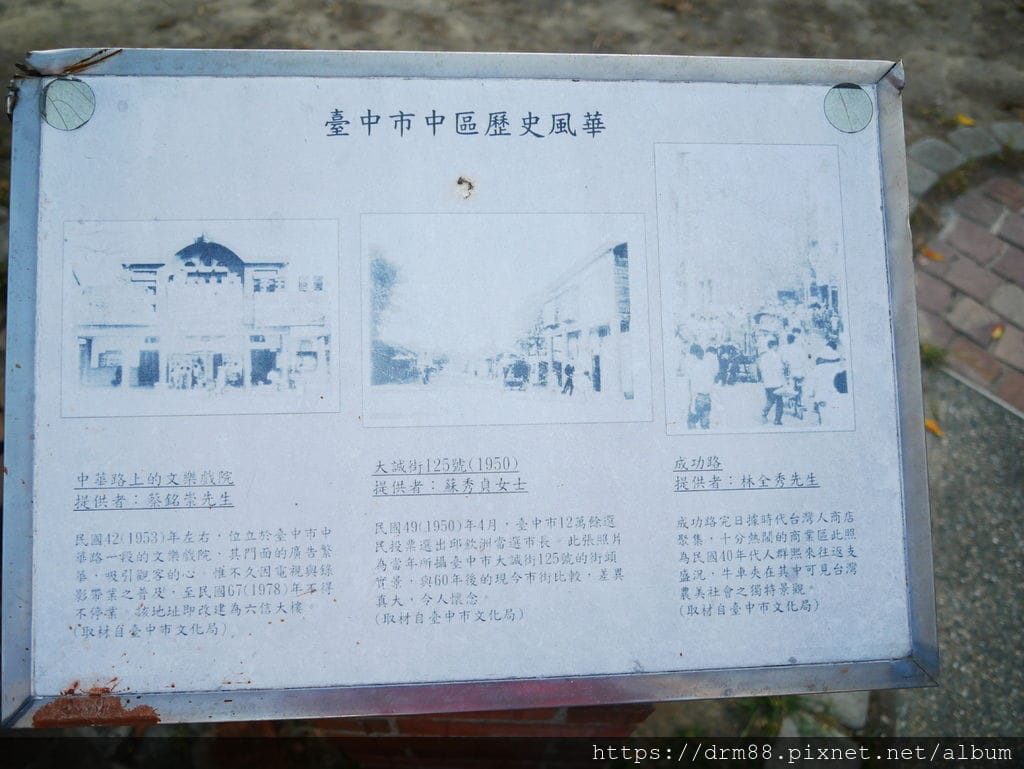 臺中市中區歷史風華
中華路上的文樂戲院
提供者：蔡銘崇先生
民國42(1953)年左右，位立於臺中市中
華路一段的文樂戲院，其門面的廣告繁
華，吸引觀客的心。惟不久因電視與錄
影帶業之普及，至民國67(1978)年不得
不停業。該地址即改建為六信大樓。
(取材自臺中市文化局)
大誠街125號(1950)
提供者：蘇秀貞女士
民國49(1950)年4月，臺中市12萬餘選
民投票選出邱欽洲當選市長。此張照片
為當年所攝臺中市大誠街125號的街頭
實景，與60年後的現今市街比較，差異
真大，令人懷念。
(取材自臺中市文化局)
成功路
提供者：林全秀先生
成功路完日據時代台灣人商店
聚集，十分熱鬧的商業區此照
為民國40年代人群熙來往返支
盛況，牛車夾在其中可見台灣
農美社會之獨特景觀。
(取材自臺中市文化局)
https://drm88.pixnet.net/album